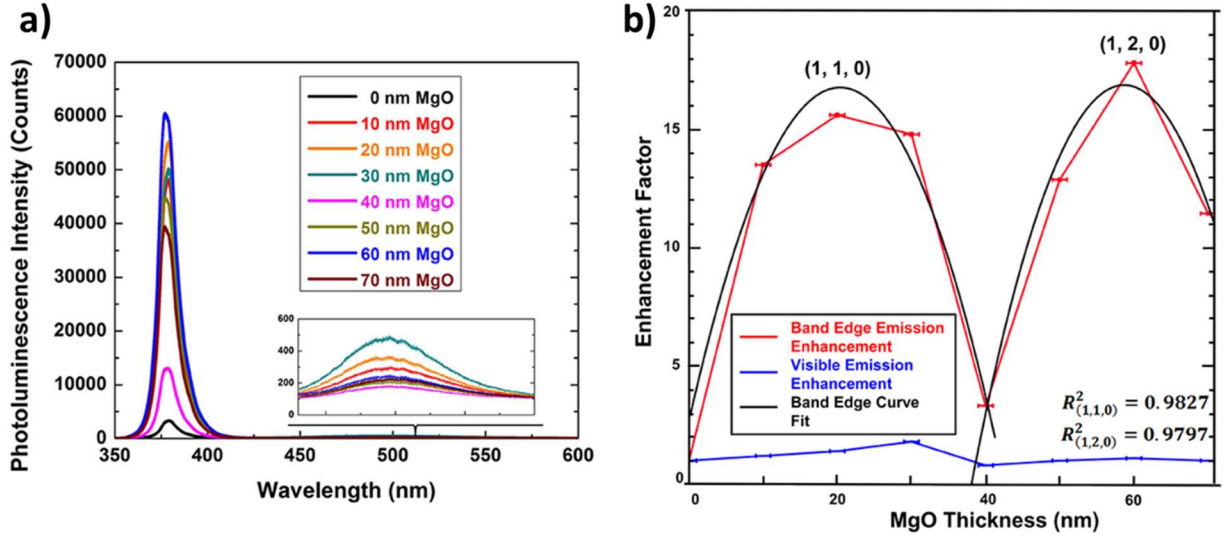 a)
Photoluminescence Intensity (Counts)
70000
60000
50000
40000
30000
20000
10000
0
0 nm MgO
10 nm MgO
20 nm MgO
30 nm MgO
40 nm MgO
50 nm MgO
60 nm MgO
70 nm MgO
600
400
200
0
350
400
450
500
550
600
Wavelength (nm)
b)
Enhancement Factor
20
15
10
5
0
(1, 1, 0)
(1, 2, 0)
Band Edge Emission
Enhancement
Visible Emission
Enhancement
Band Edge Curve
Fit
R²(1,1,0) = 0.9827
R²(1,2,0) = 0.9797
0
20
40
60
MgO Thickness (nm)